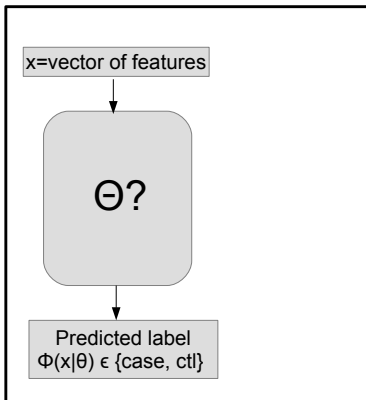 x=vector of features
Θ?
Predicted label
Φ(x|θ) ϵ {case, ctl}